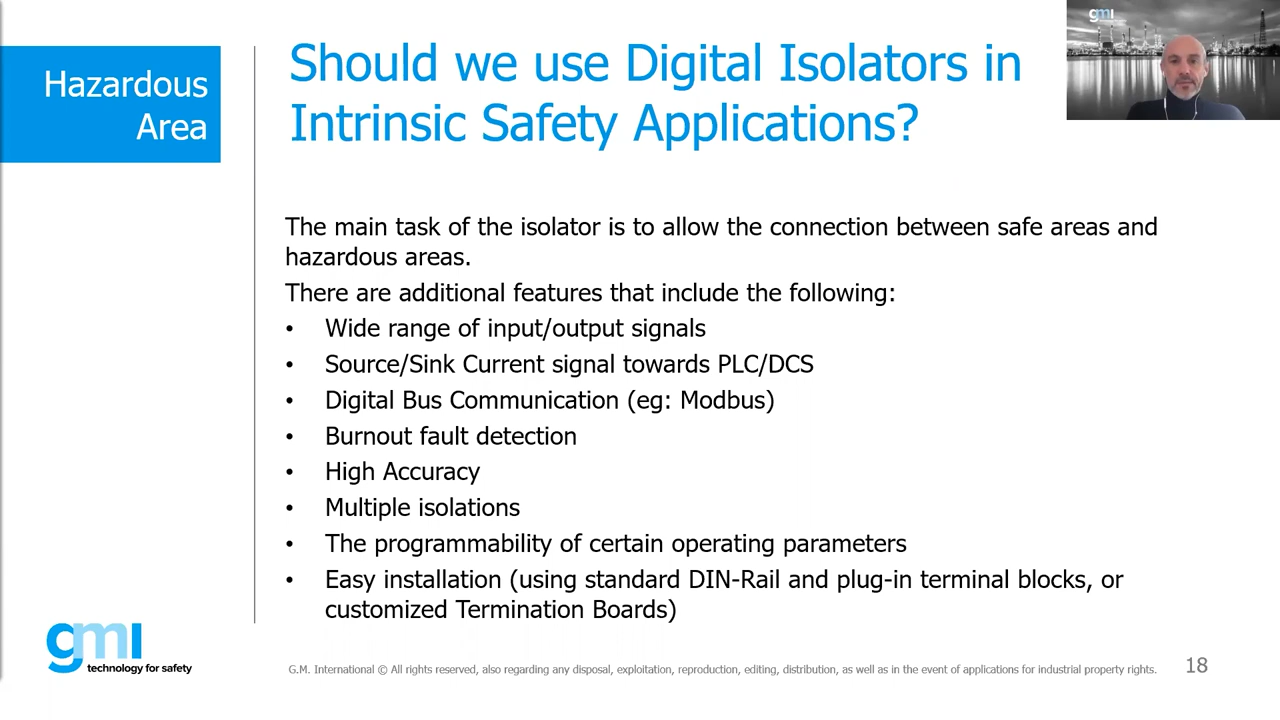 Hazardous
Area
Should we use Digital Isolators in
Intrinsic Safety Applications?
gmi
The main task of the isolator is to allow the connection between safe areas and
hazardous areas.
There are additional features that include the following:
• Wide range of input/output signals
• Source/Sink Current signal towards PLC/DCS
• Digital Bus Communication (eg: Modbus)
• Burnout fault detection
• High Accuracy
• Multiple isolations
• The programmability of certain operating parameters
• Easy installation (using standard DIN-Rail and plug-in terminal blocks, or
customized Termination Boards)
gmi
technology for safety
G.M. International © All rights reserved, also regarding any disposal, exploitation, reproduction, editing, distribution, as well as in the event of applications for industrial property rights.
18